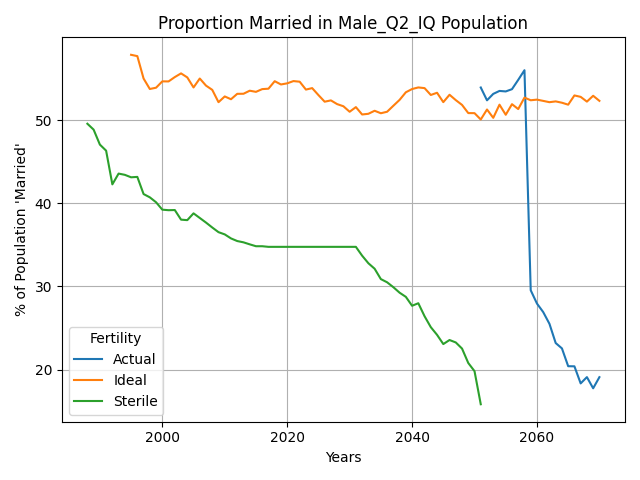 Proportion Married in Male_Q2_IQ Population
% of Population 'Married'
50
40
30
20
Fertility
Actual
Ideal
Sterile
2000 2020 2040 2060
Years